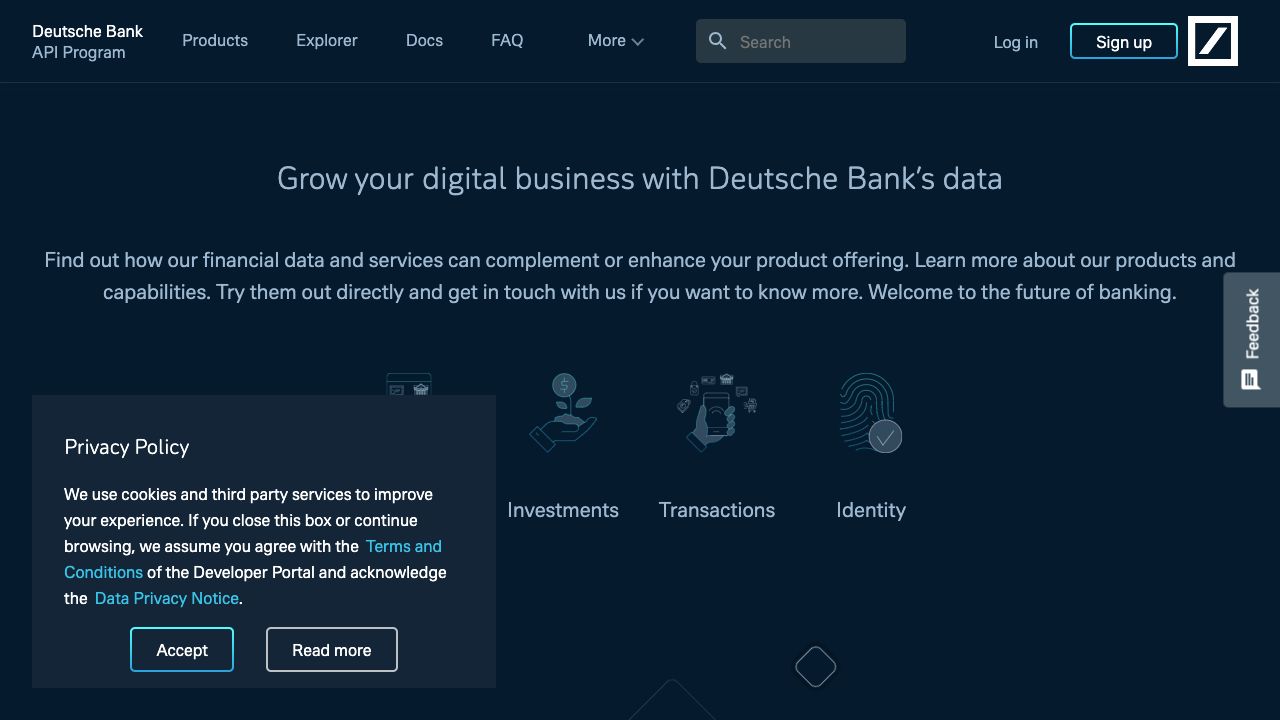 Deutsche Bank
API Program
Products
Explorer
Docs
FAQ
More
Search
Log in
Sign up
Grow your digital business with Deutsche Bank's data
Find out how our financial data and services can complement or enhance your product offering. Learn more about our products and
capabilities. Try them out directly and get in touch with us if you want to know more. Welcome to the future of banking.
Feedback
Investments
Transactions
Identity
Privacy Policy
We use cookies and third party services to improve
your experience. If you close this box or continue
browsing, we assume you agree with the Terms and
Conditions of the Developer Portal and acknowledge
the Data Privacy Notice.
Accept
Read more